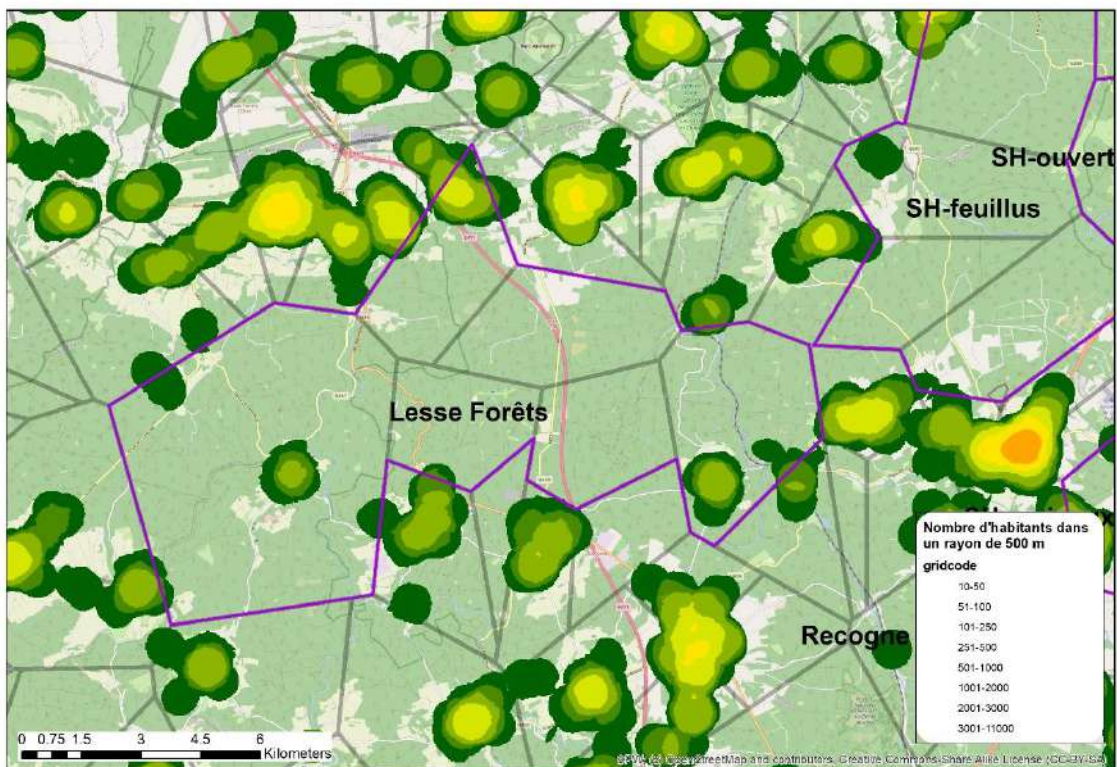 SH-ouvert
SH-feuillus
Lesse Forêts
Recogne
Nombre d'habitants dans
un rayon de 500 m
gridcode
10-50
51-100
101-250
251-500
501-1000
1001-2000
2001-3000
3001-11000
0 0.75 1.5 3 4.5 6
Kilometers
OpenStreetMap and contributors, Creative Commons-Share Alike License (CC-BY-SA)